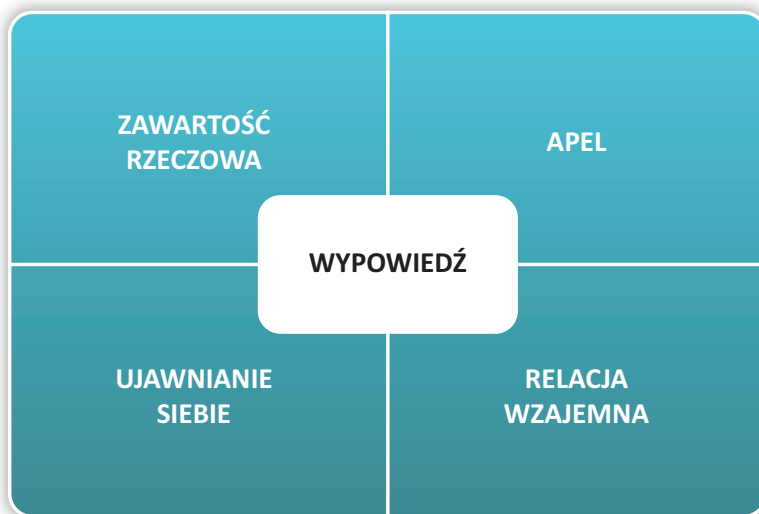 ZAWARTOŚĆ
RZECZOWA
APEL
WYPOWIEDŹ
UJAWNIANIE
SIEBIE
RELACJA
WZAJEMNA